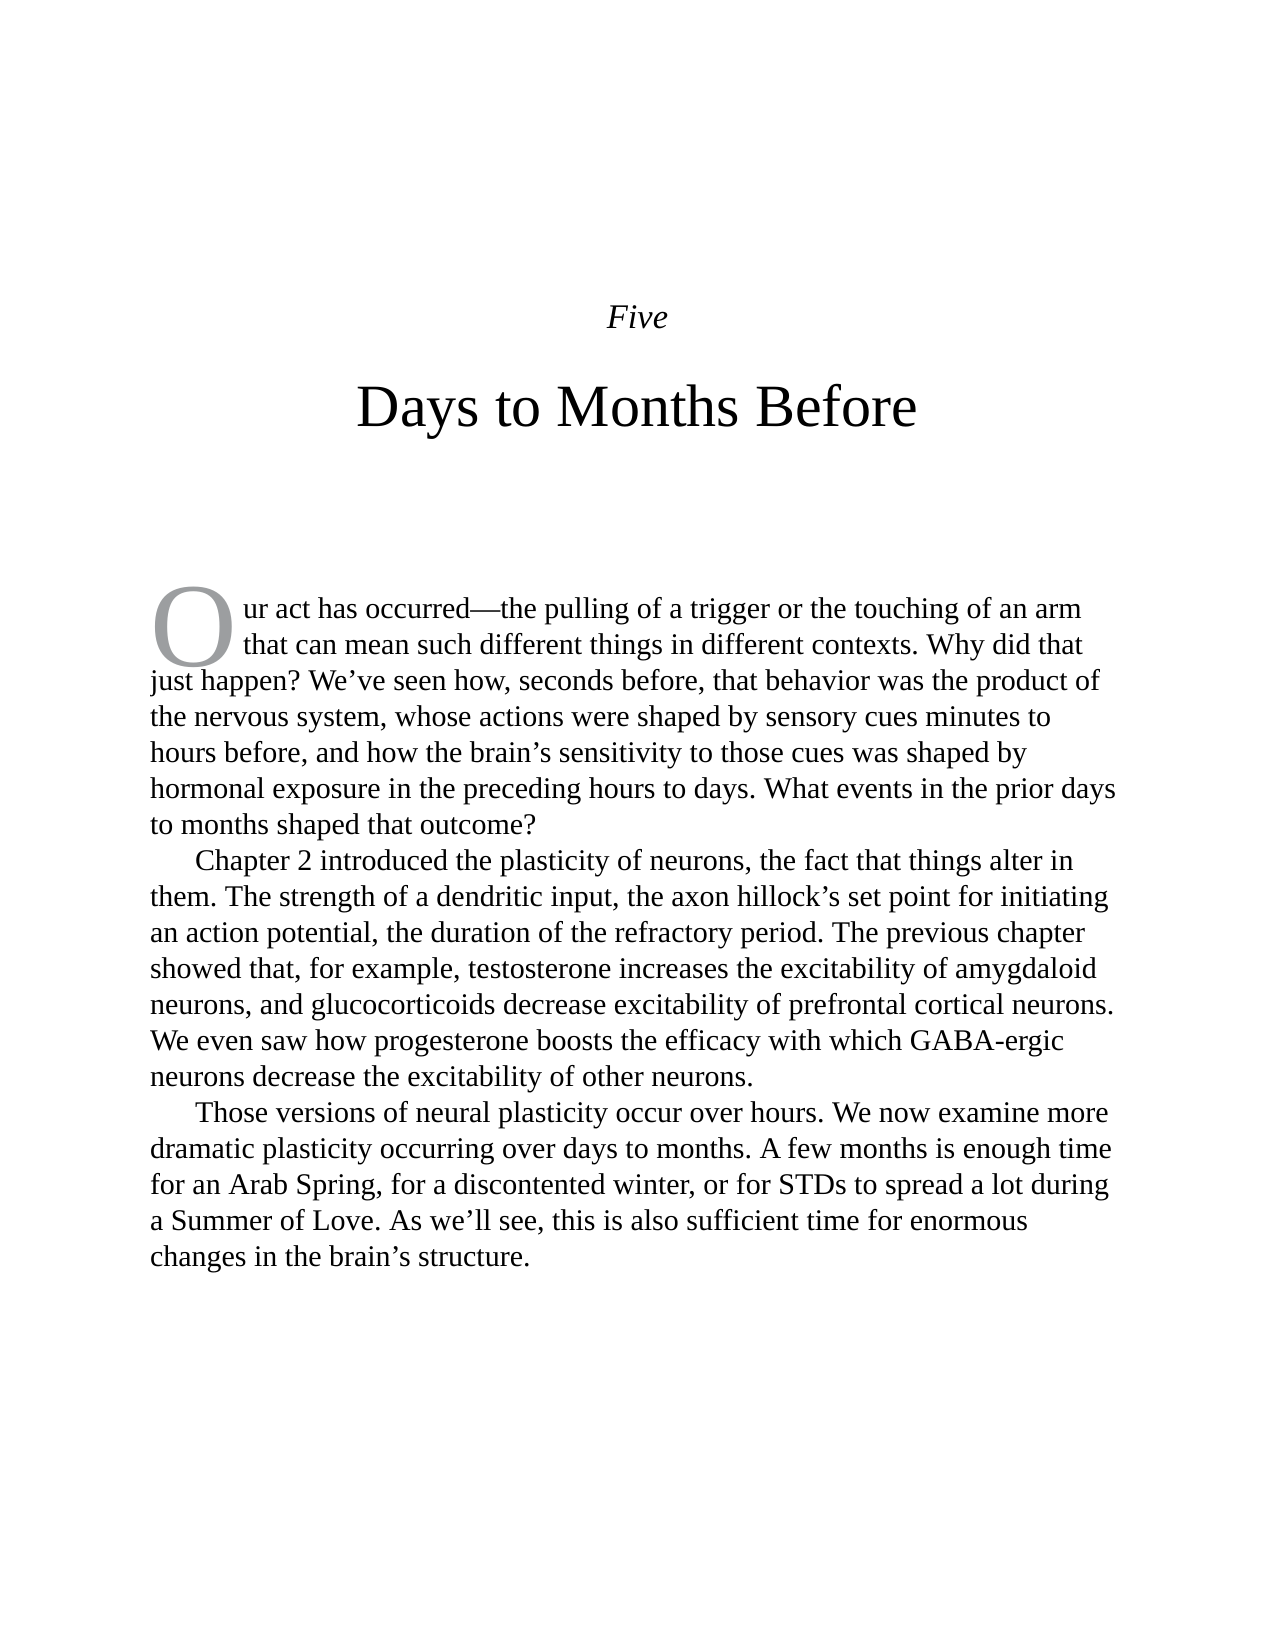 Five
Days to Months Before
Our act has occurred—the pulling of a trigger or the touching of an arm
that can mean such different things in different contexts. Why did that
just happen? We’ve seen how, seconds before, that behavior was the product of
the nervous system, whose actions were shaped by sensory cues minutes to
hours before, and how the brain’s sensitivity to those cues was shaped by
hormonal exposure in the preceding hours to days. What events in the prior days
to months shaped that outcome?
Chapter 2 introduced the plasticity of neurons, the fact that things alter in
them. The strength of a dendritic input, the axon hillock’s set point for initiating
an action potential, the duration of the refractory period. The previous chapter
showed that, for example, testosterone increases the excitability of amygdaloid
neurons, and glucocorticoids decrease excitability of prefrontal cortical neurons.
We even saw how progesterone boosts the efficacy with which GABA-ergic
neurons decrease the excitability of other neurons.
Those versions of neural plasticity occur over hours. We now examine more
dramatic plasticity occurring over days to months. A few months is enough time
for an Arab Spring, for a discontented winter, or for STDs to spread a lot during
a Summer of Love. As we’ll see, this is also sufficient time for enormous
changes in the brain’s structure.